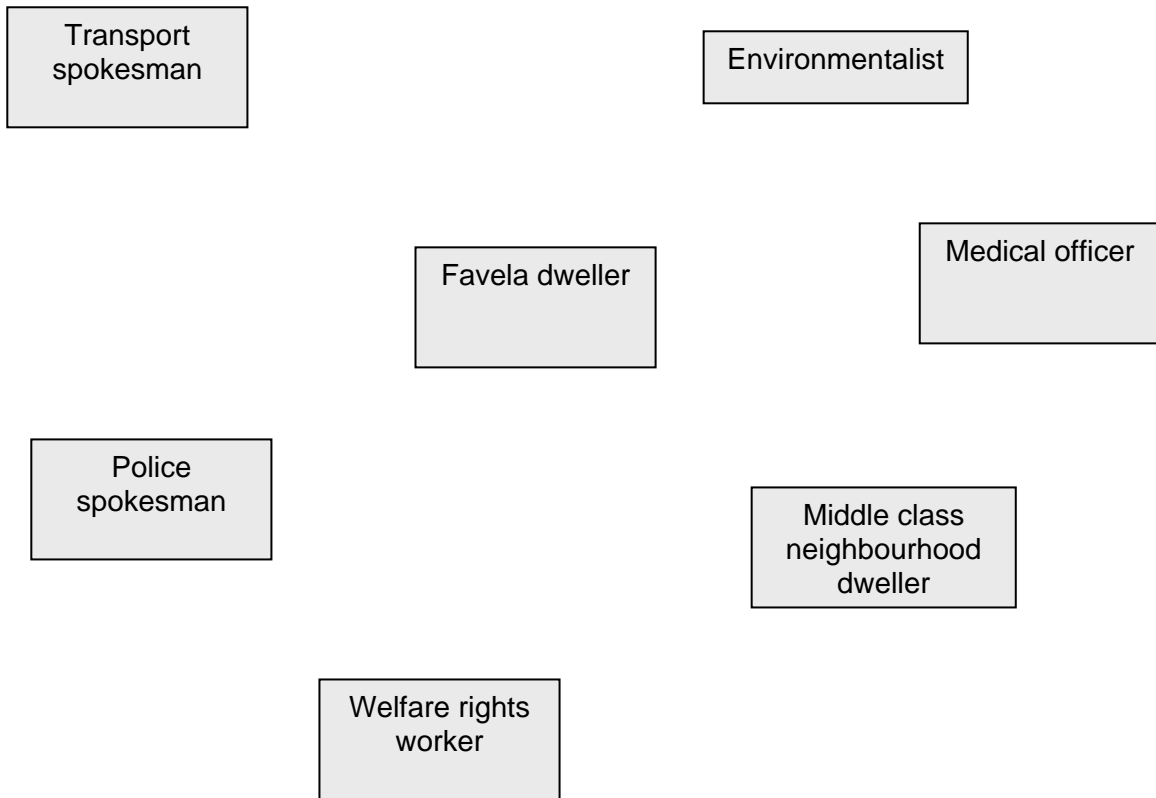 Transport
spokesman
Environmentalist
Favela dweller
Medical officer
Police
spokesman
Middle class
neighbourhood
dweller
Welfare rights
worker